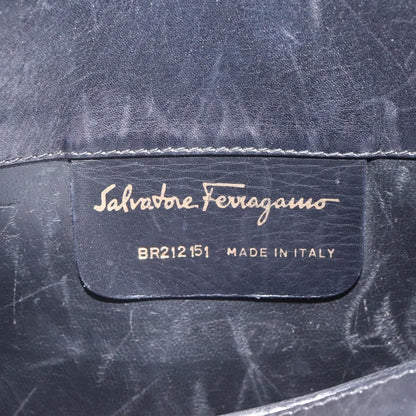 Salvatore Ferragamo
BR212151 MADE IN ITALY